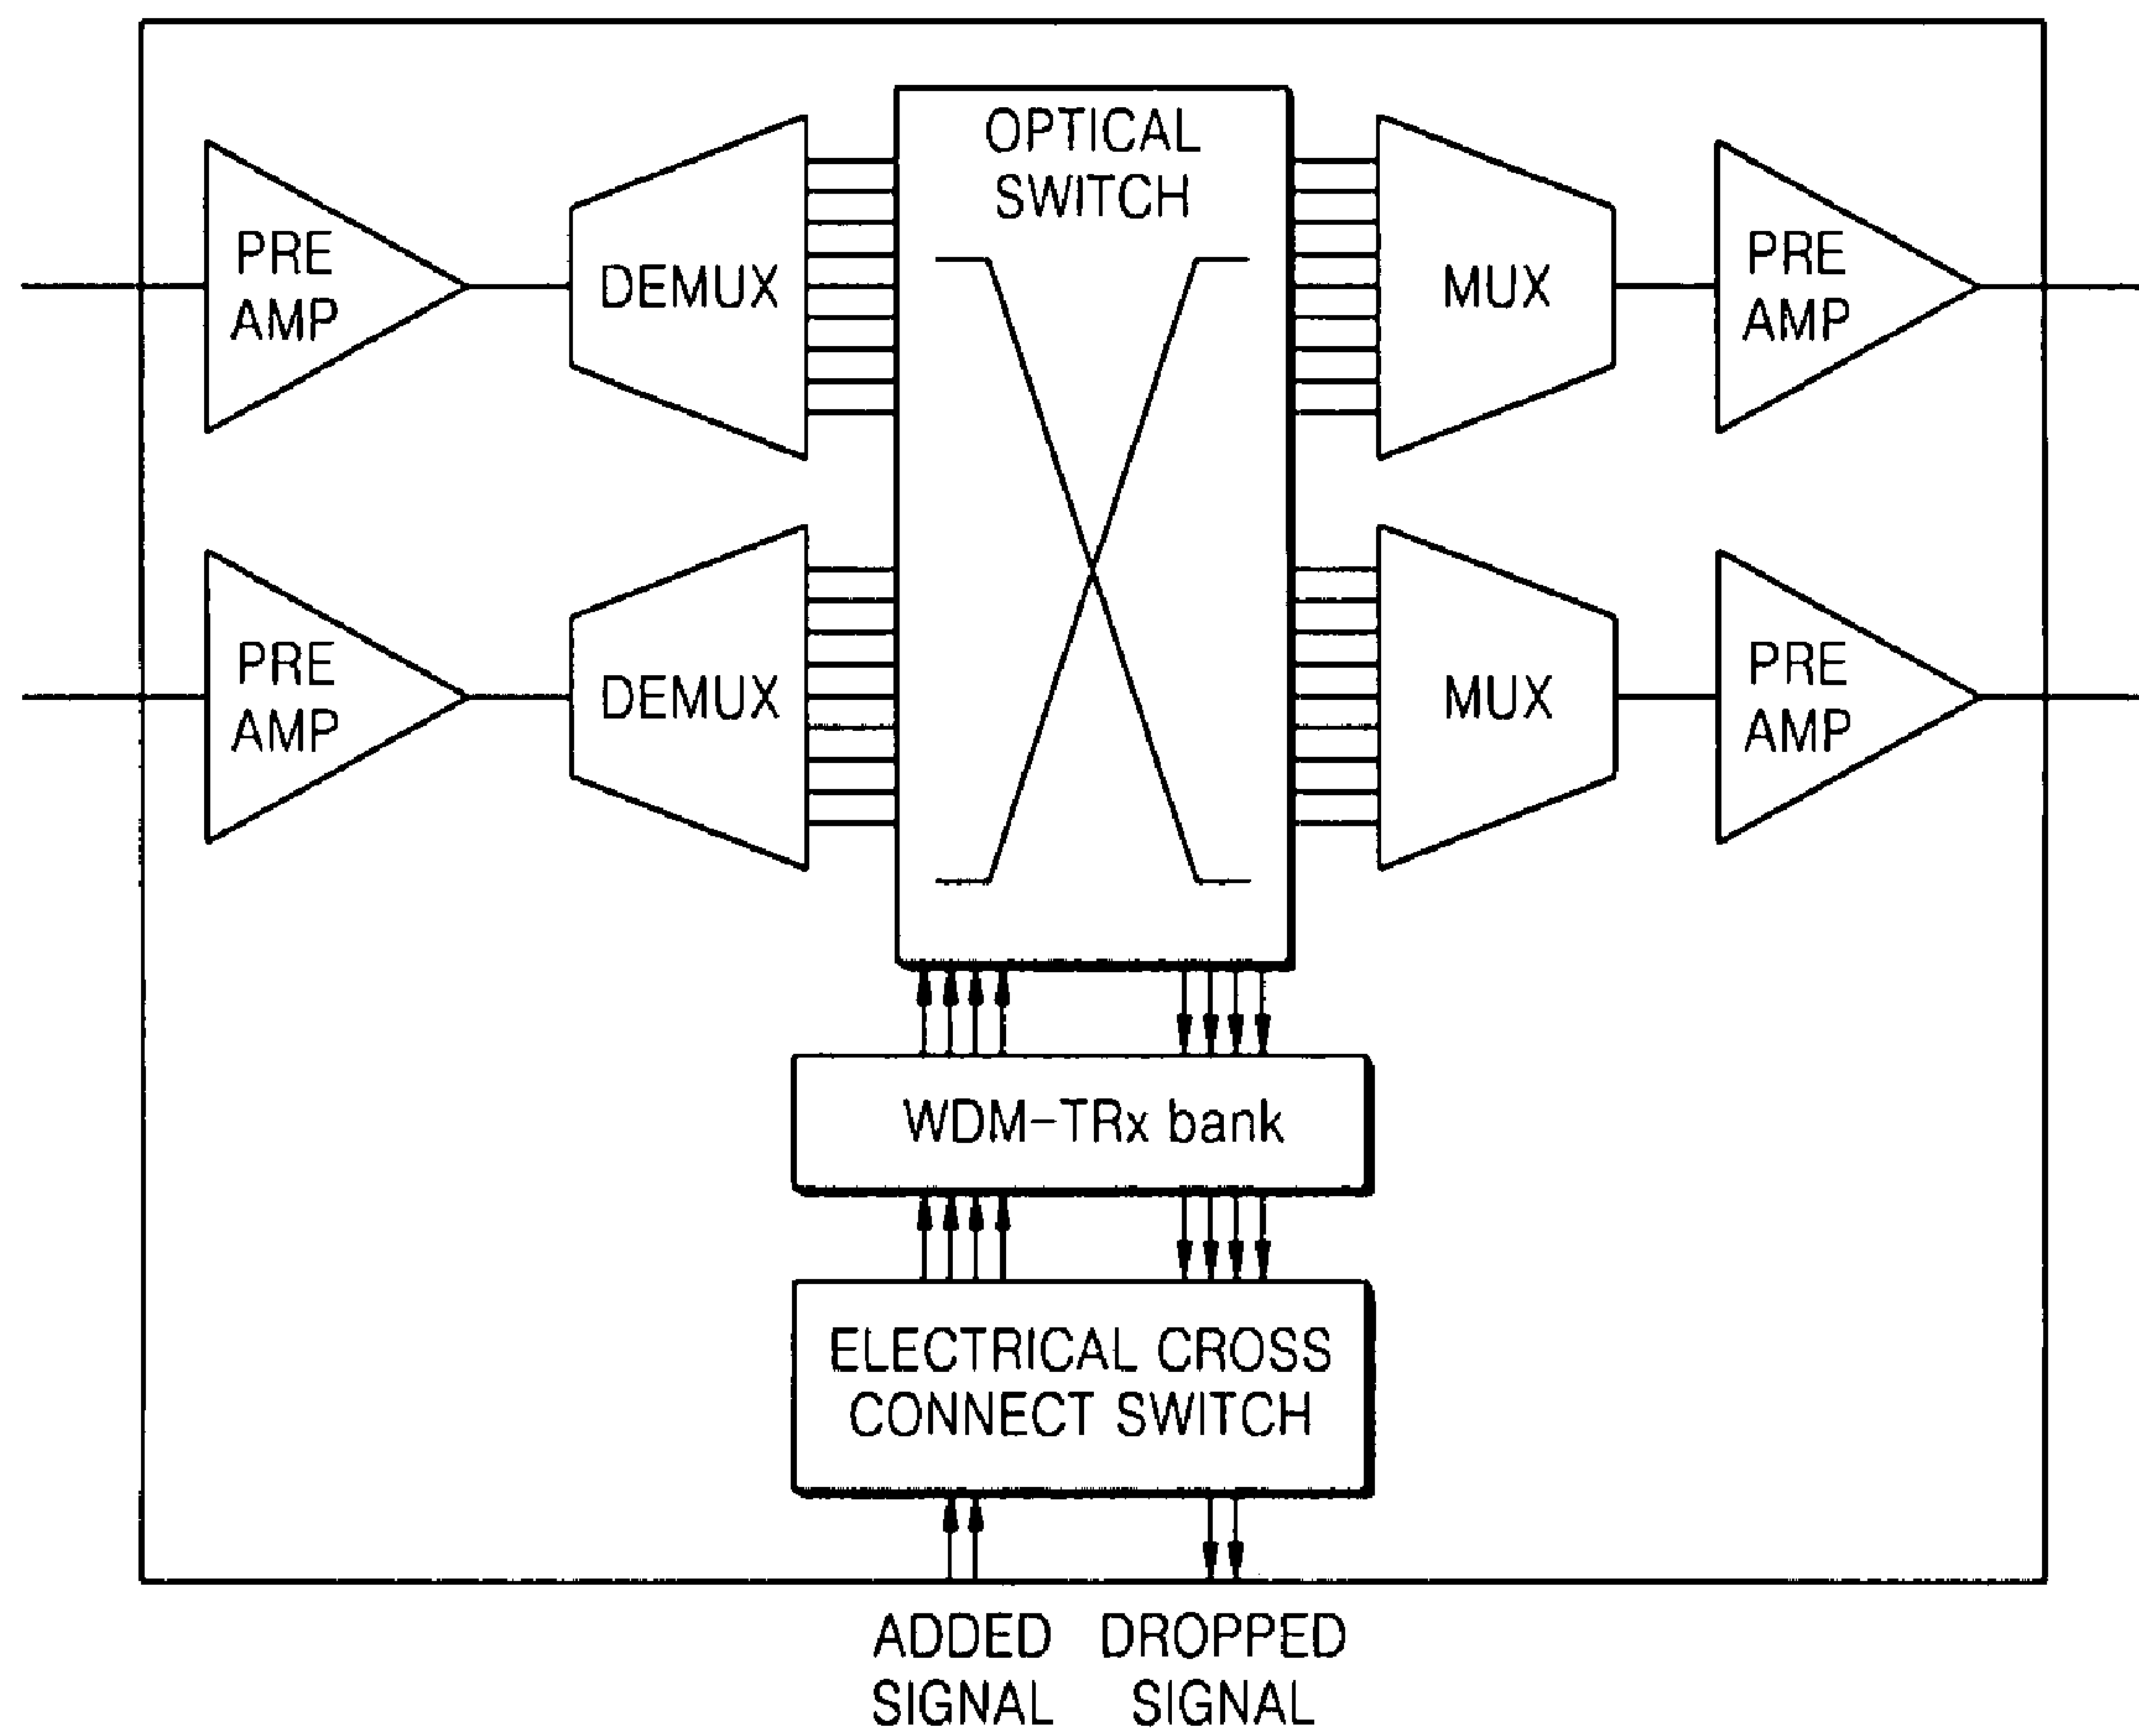 OPTICAL
SWITCH
PRE
AMP
DEMUX
MUX
PRE
AMP
PRE
AMP
DEMUX
MUX
PRE
AMP
WDM-TRx bank
ELECTRICAL CROSS
CONNECT SWITCH
ADDED
SIGNAL
DROPPED
SIGNAL